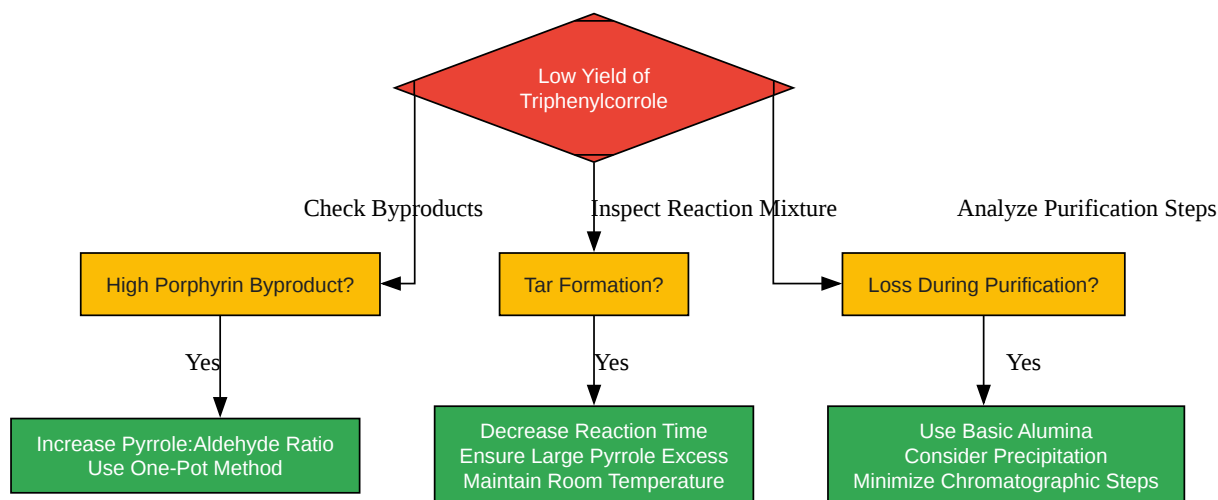 Low Yield of
Triphenylcorrole
Check Byproducts
Inspect Reaction Mixture
Analyze Purification Steps
High Porphyrin Byproduct?
Tar Formation?
Loss During Purification?
Yes
Yes
Yes
Increase Pyrrole:Aldehyde Ratio
Use One-Pot Method
Decrease Reaction Time
Ensure Large Pyrrole Excess
Maintain Room Temperature
Use Basic Alumina
Consider Precipitation
Minimize Chromatographic Steps